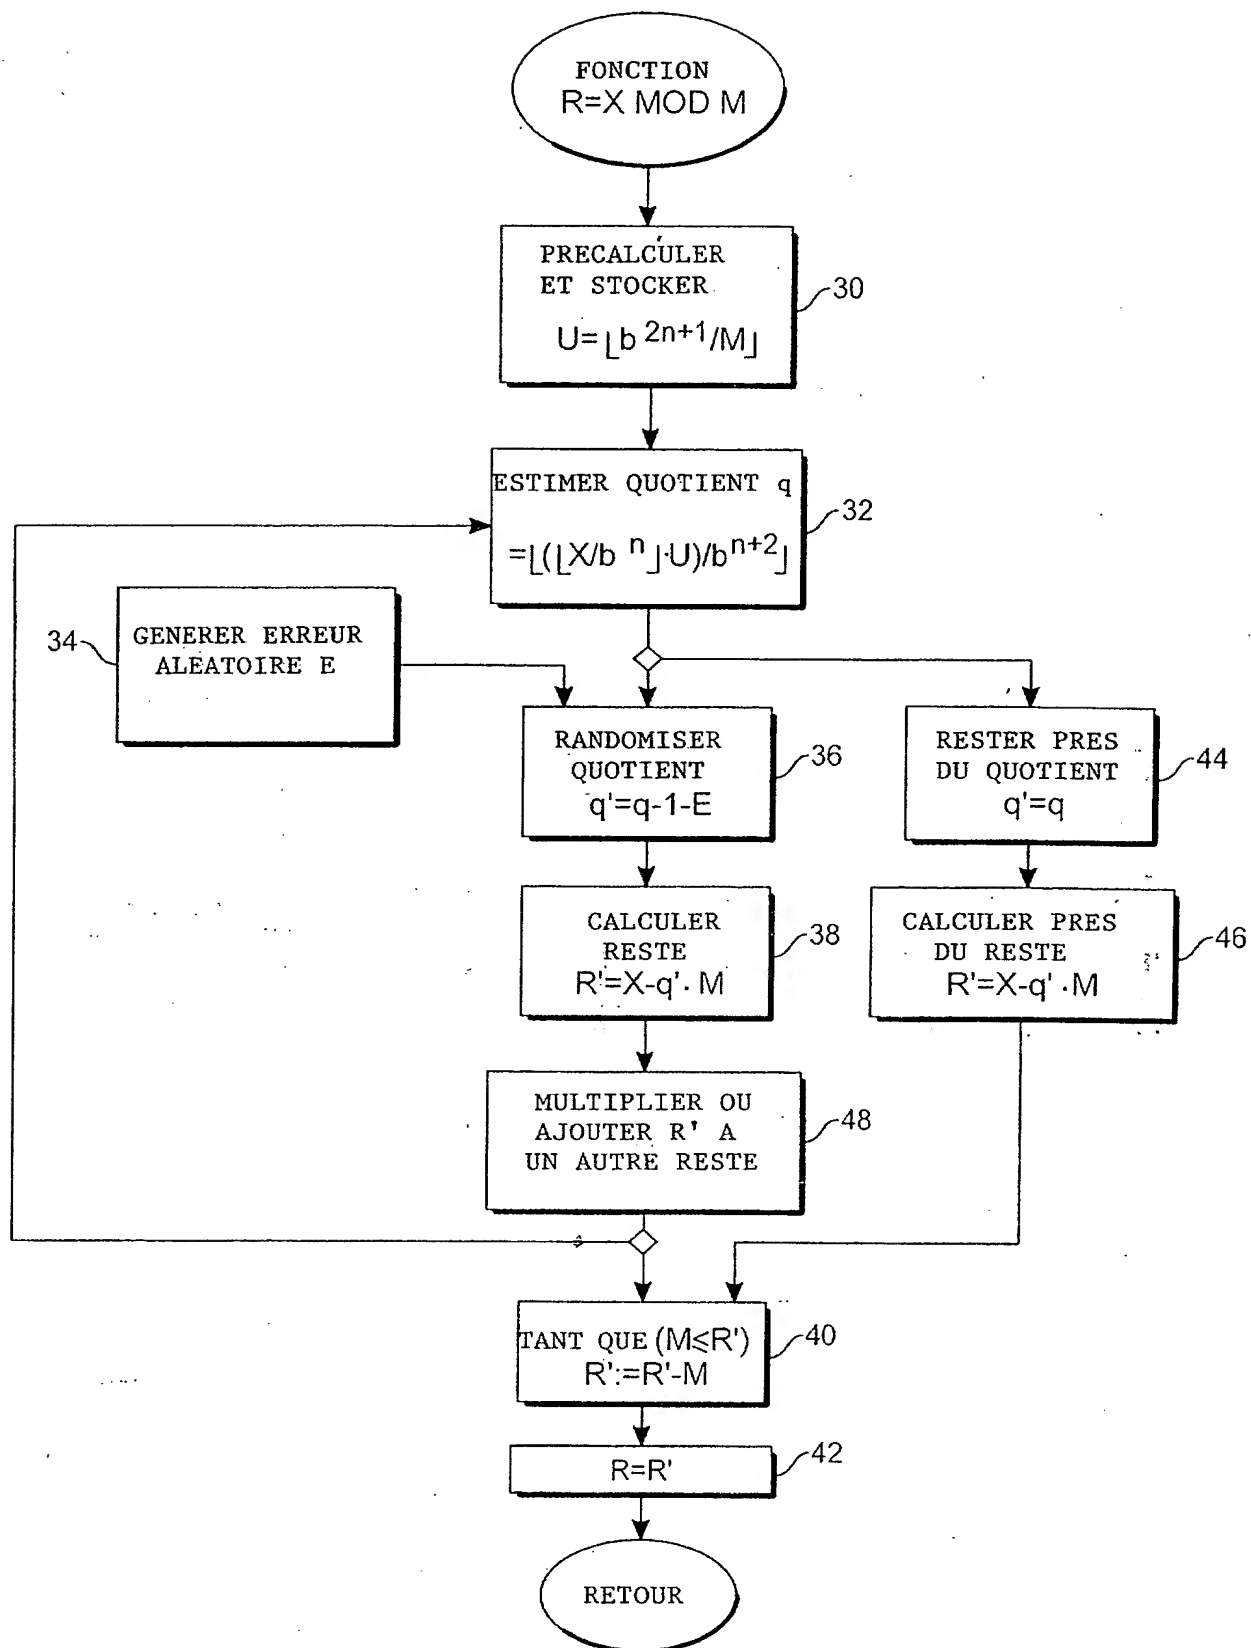 FONCTION
R=X MOD M
PRECALCULER
ET STOCKER
U=⌊b 2n+1/M⌋
30
ESTIMER QUOTIENT q
=⌊(⌊X/b n⌋·U)/b n+2⌋
32
34
GENERER ERREUR
ALEATOIRE E
RANDOMISER
QUOTIENT
q'=q-1-E
36
RESTER PRES
DU QUOTIENT
q'=q
44
CALCULER
RESTE
R'=X-q'·M
38
CALCULER PRES
DU RESTE
R'=X-q'·M
46
MULTIPLIER OU
AJOUTER R' A
UN AUTRE RESTE
48
TANT QUE (M≤R')
R':=R'-M
40
R=R'
42
RETOUR